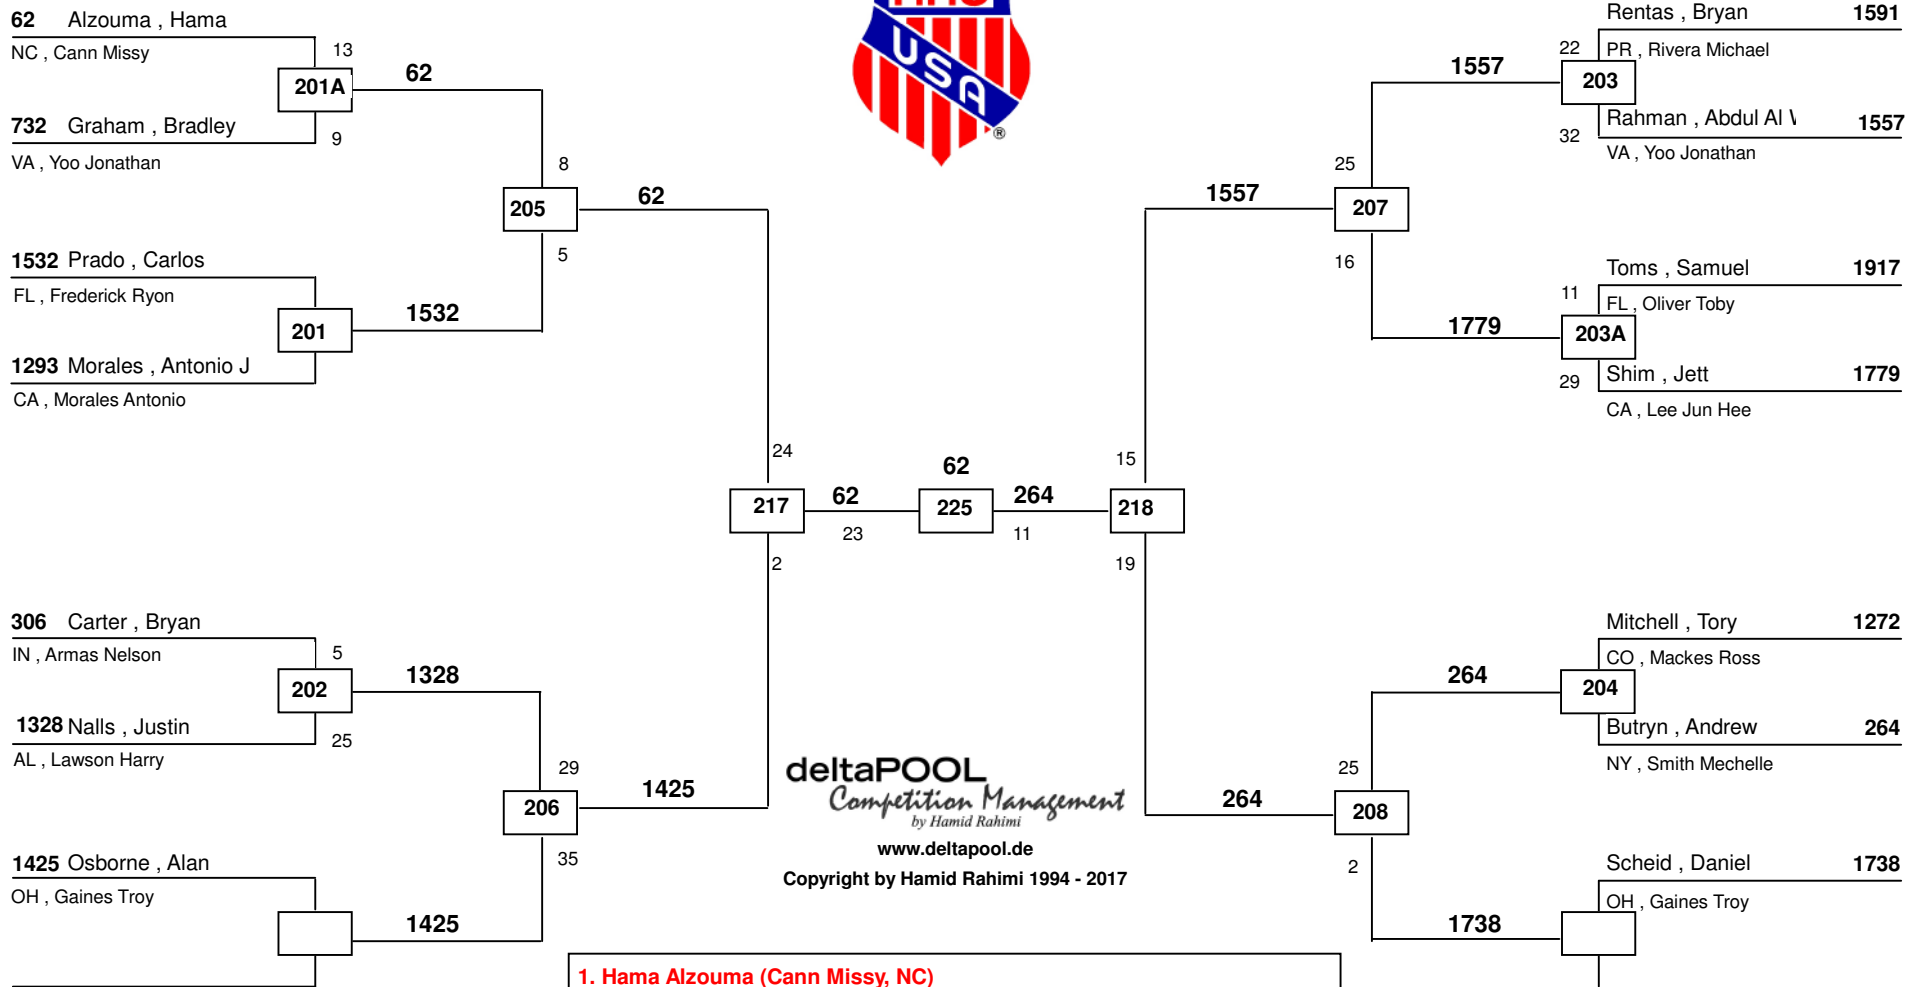 62 Alzouma , Hama
NC , Cann Missy
13
201A
62
732 Graham , Bradley
9
VA , Yoo Jonathan
8
205
62
5
1532 Prado , Carlos
FL , Frederick Ryon
201
1532
1293 Morales , Antonio J
CA , Morales Antonio
24
217
62
23
2
306 Carter , Bryan
IN , Armas Nelson
5
202
1328
1328 Nalls , Justin
25
AL , Lawson Harry
29
206
1425
35
1425 Osborne , Alan
OH , Gaines Troy
1425
USA
®
62
225
264
11
deltaPOOL
Competition Management
by Hamid Rahimi
www.deltapool.de
Copyright by Hamid Rahimi 1994 - 2017
1. Hama Alzouma (Cann Missy, NC)
Rentas , Bryan 1591
22
PR , Rivera Michael
1557
203
Rahman , Abdul Al 1557
32
VA , Yoo Jonathan
25
1557
207
16
Toms , Samuel 1917
11
FL , Oliver Toby
1779
203A
Shim , Jett 1779
29
CA , Lee Jun Hee
15
218
19
Mitchell , Tory 1272
CO , Mackes Ross
264
204
Butryn , Andrew 264
NY , Smith Mechelle
25
264
208
2
Scheid , Daniel 1738
OH , Gaines Troy
1738